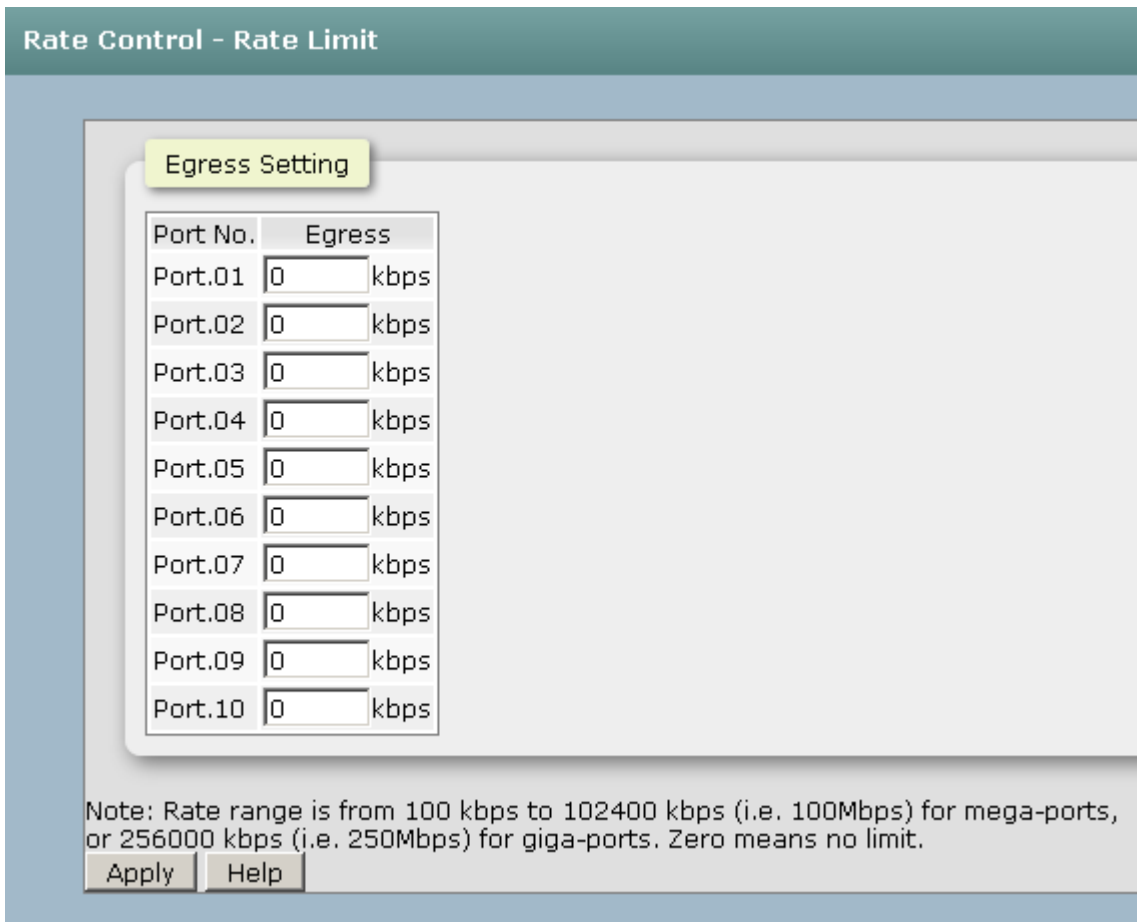 Rate Control - Rate Limit
Egress Setting
Port No. Egress
Port.01 0 kbps
Port.02 0 kbps
Port.03 0 kbps
Port.04 0 kbps
Port.05 0 kbps
Port.06 0 kbps
Port.07 0 kbps
Port.08 0 kbps
Port.09 0 kbps
Port.10 0 kbps
Note: Rate range is from 100 kbps to 102400 kbps (i.e. 100Mbps) for mega-ports,
or 256000 kbps (i.e. 250Mbps) for giga-ports. Zero means no limit.
Apply Help